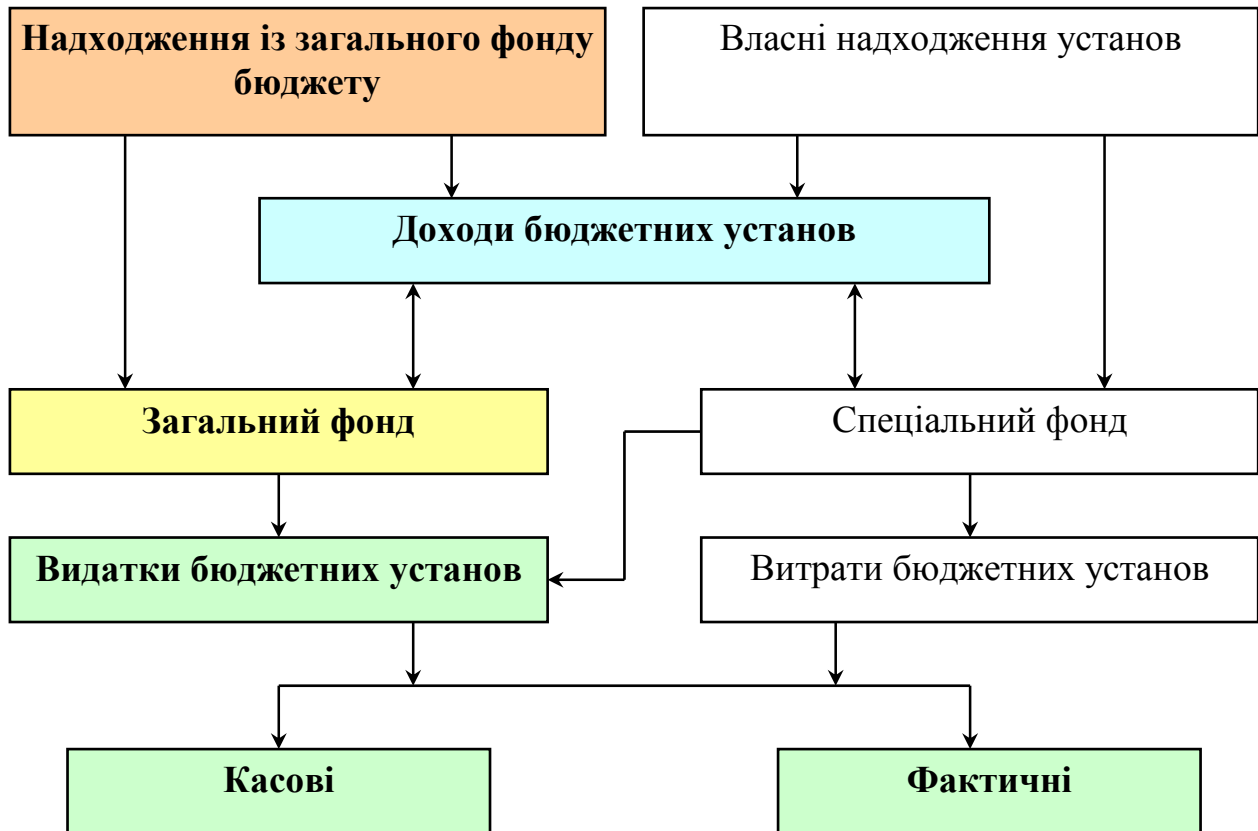 Надходження із загального фонду
бюджету
Власні надходження установ
Доходи бюджетних установ
Загальний фонд
Спеціальний фонд
Видатки бюджетних установ
Витрати бюджетних установ
Касові
Фактичні